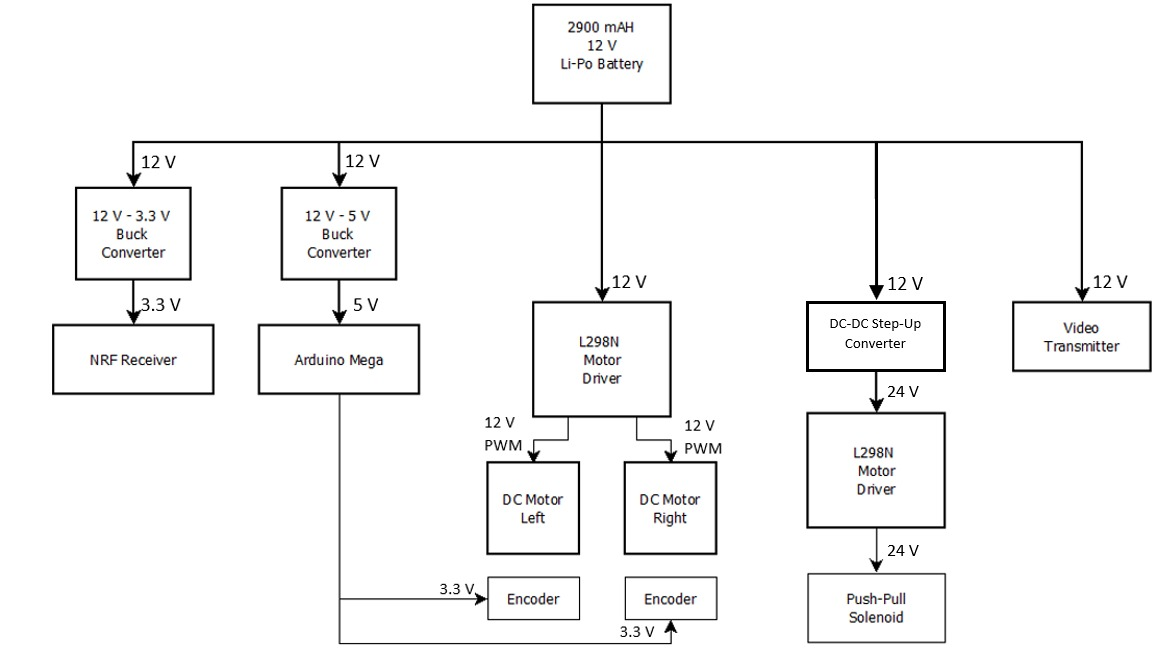 2900 mAH
12 V
Li-Po Battery
12 V
12 V
12 V - 3.3 V
Buck
Converter
12 V - 5 V
Buck
Converter
3.3 V
5 V
12 V
12 V
12 V
NRF Receiver
Arduino Mega
L298N
Motor
Driver
DC-DC Step-Up
Converter
Video
Transmitter
24 V
12 V
PWM
12 V
PWM
DC Motor
Left
DC Motor
Right
L298N
Motor
Driver
24 V
3.3 V
Encoder
Encoder
3.3 V
Push-Pull
Solenoid